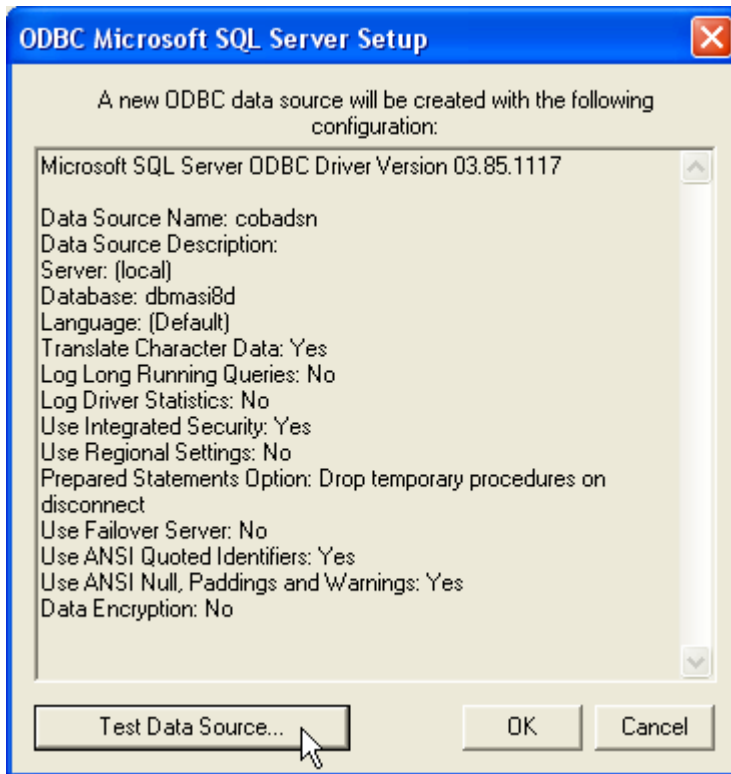 ODBC Microsoft SQL Server Setup
A new ODBC data source will be created with the following
configuration:
Microsoft SQL Server ODBC Driver Version 03.85.1117
Data Source Name: cobadsn
Data Source Description:
Server: (local)
Database: dbmasi8d
Language: (Default)
Translate Character Data: Yes
Log Long Running Queries: No
Log Driver Statistics: No
Use Integrated Security: Yes
Use Regional Settings: No
Prepared Statements Option: Drop temporary procedures on
disconnect
Use Failover Server: No
Use ANSI Quoted Identifiers: Yes
Use ANSI Null, Paddings and Warnings: Yes
Data Encryption: No
Test Data Source... OK Cancel